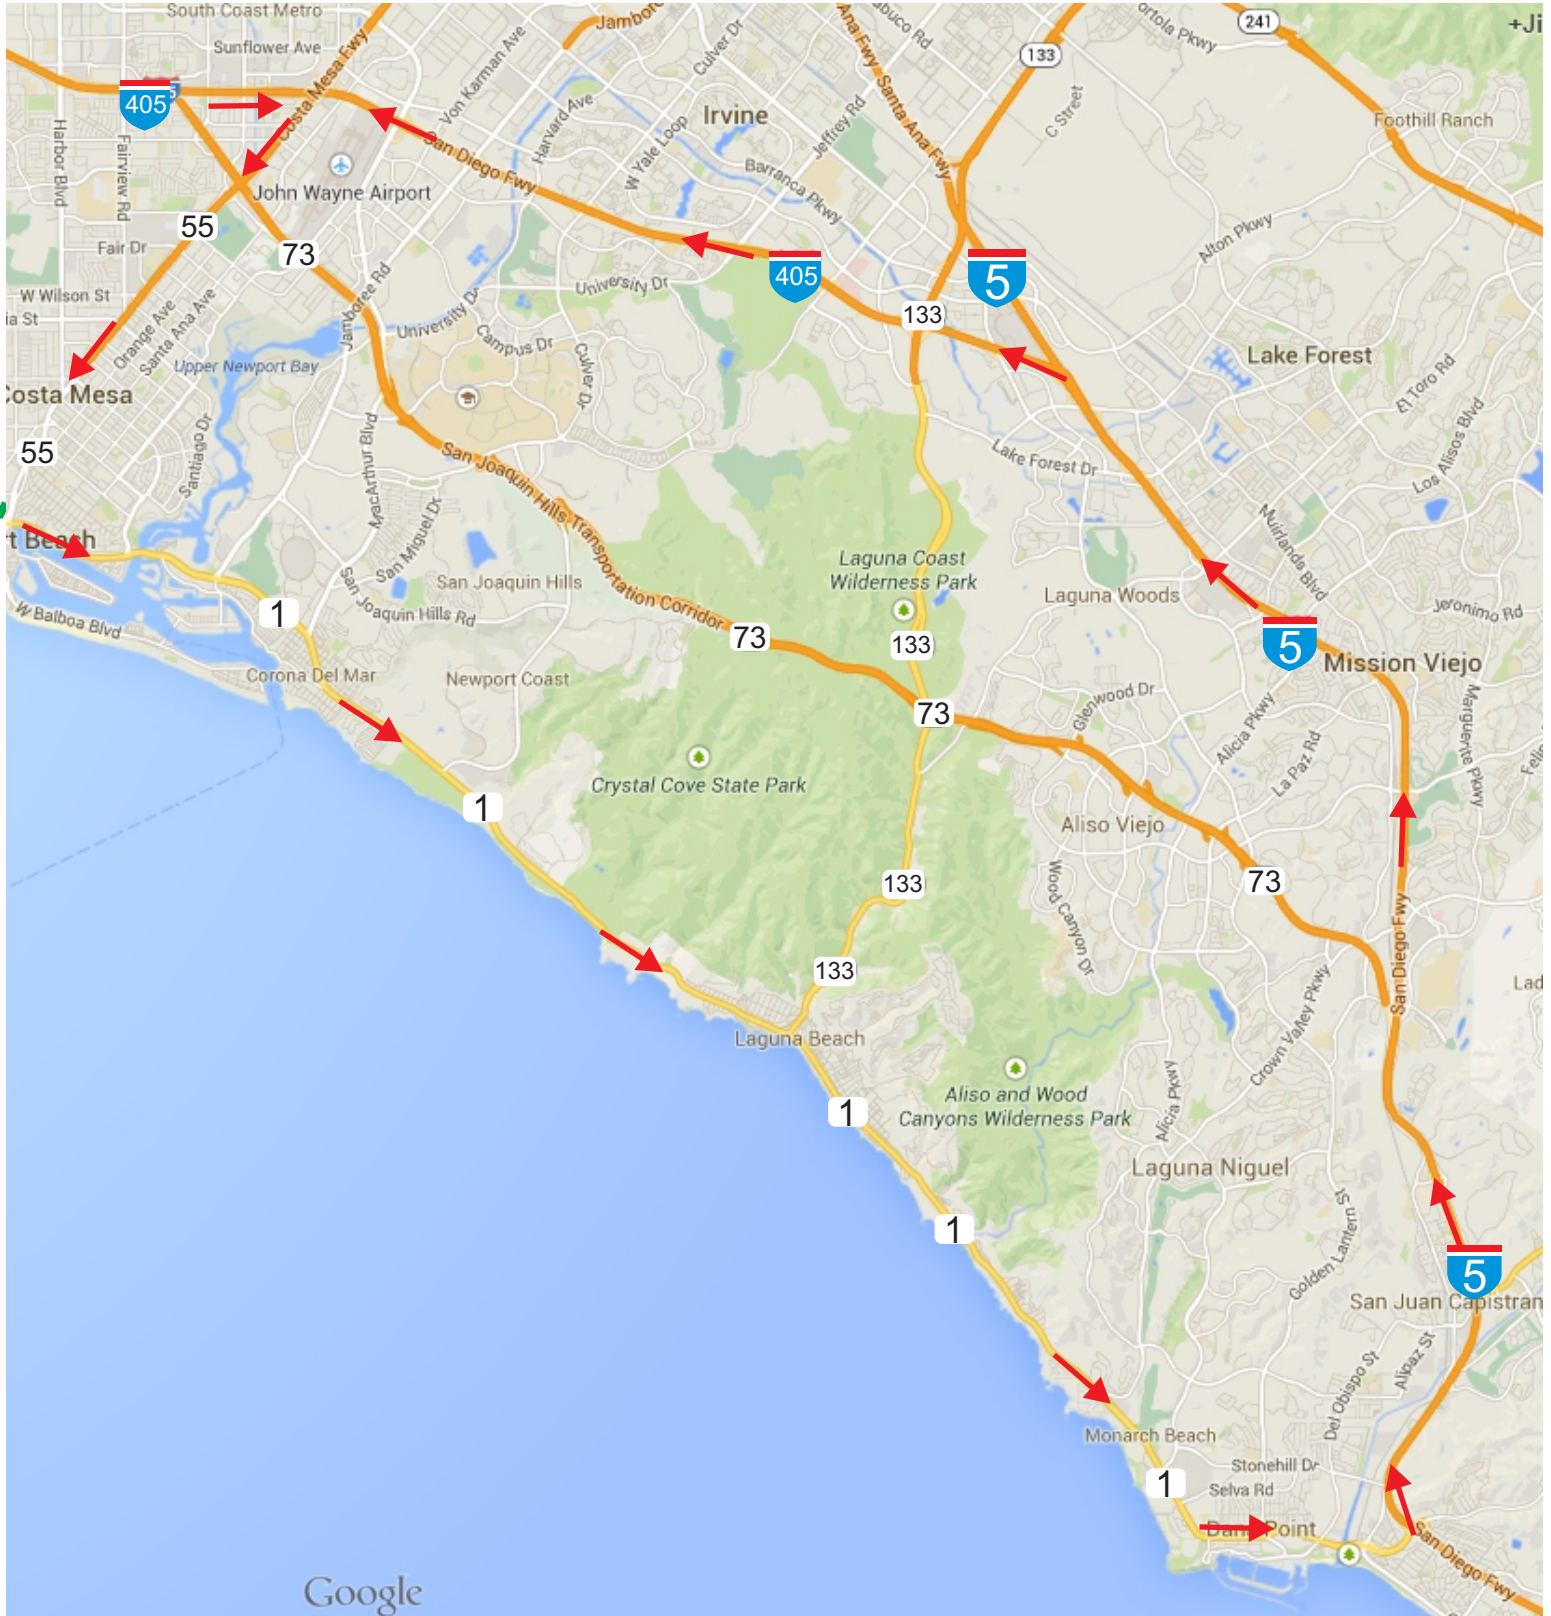 South Coast Metro
Sunflower Ave
Costa Mesa Fwy
Von Karman Ave
Culver Dr
Santa Ana Fwy
133
241
405
Harbor Blvd
Fairview Rd
Harvard Ave
W Yale Loop
Irvine
Jeffrey Rd
C Street
Foothill Ranch
San Diego Fwy
Barranca Pkwy
John Wayne Airport
55
Fair Dr
73
Alton Pkwy
405
5
University Dr
W Wilson St
Orange Ave
Santa Ana Ave
Jamboree Rd
University Dr
Campus Dr
Culver Dr
133
Lake Forest
El Toro Rd
Upper Newport Bay
Costa Mesa
55
Santiago Dr
MacArthur Blvd
San Joaquin Hills Transportation Corridor
Lake Forest Dr
Los Alisos Blvd
San Miguel Dr
Muirlands Blvd
Laguna Coast
Wilderness Park
San Joaquin Hills
San Joaquin Hills Rd
Laguna Woods
Jeronimo Rd
W Balboa Blvd
1
73
133
5
Mission Viejo
Corona Del Mar
Newport Coast
73
Glenwood Dr
Alicia Pkwy
La Paz Rd
Marguerite Pkwy
Crystal Cove State Park
1
Aliso Viejo
73
133
Wood Canyon Dr
San Diego Fwy
133
Crown Valley Pkwy
Laguna Beach
1
Aliso and Wood
Canyons Wilderness Park
Alicia Pkwy
Laguna Niguel
1
Golden Lantern St
5
San Juan Capistran
Del Obispo St
Alipaz St
Monarch Beach
Stonehill Dr
1
Selva Rd
Dana Point
San Diego Fwy
Google